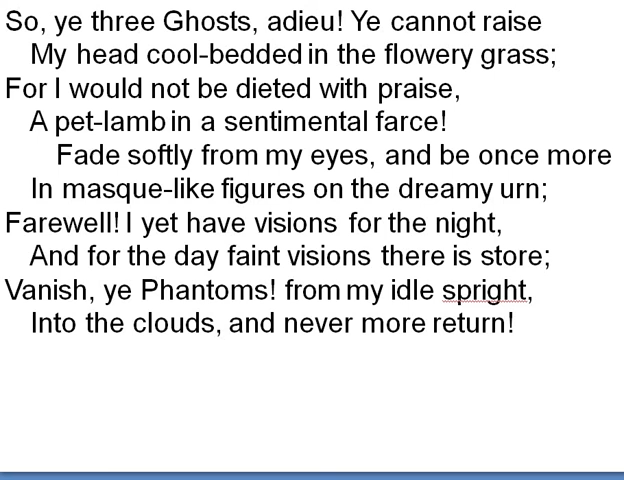 So, ye three Ghosts, adieu! Ye cannot raise
My head cool-bedded in the flowery grass;
For I would not be dieted with praise,
A pet-lamb in a sentimental farce!
Fade softly from my eyes, and be once more
In masque-like figures on the dreamy urn;
Farewell! I yet have visions for the night,
And for the day faint visions there is store;
Vanish, ye Phantoms! from my idle spright,
Into the clouds, and never more return!